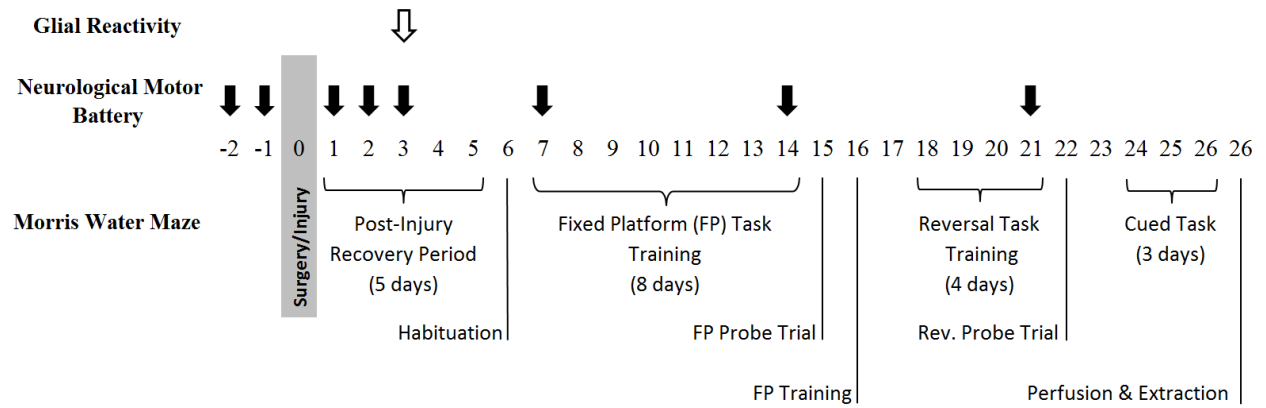 Glial Reactivity
Neurological Motor
Battery
-2 -1 0 1 2 3 4 5 6 7 8 9 10 11 12 13 14 15 16 17 18 19 20 21 22 23 24 25 26 26
Morris Water Maze
Surgery/Injury
Post-Injury
Recovery Period
(5 days)
Fixed Platform (FP) Task
Training
(8 days)
Reversal Task
Training
(4 days)
Cued Task
(3 days)
Habituation
FP Probe Trial
Rev. Probe Trial
FP Training
Perfusion & Extraction